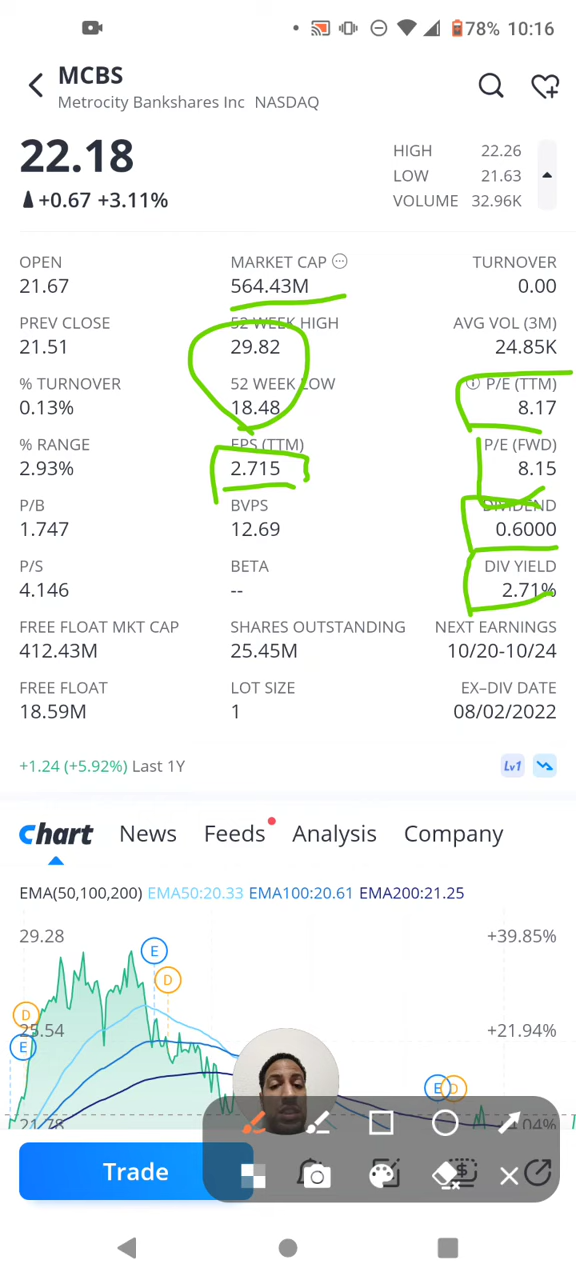 78% 10:16
MCBS
Metrocity Bankshares Inc NASDAQ
22.18
+0.67 +3.11%
HIGH 22.26
LOW 21.63
VOLUME 32.96K
OPEN MARKET CAP TURNOVER
21.67 564.43M 0.00
PREV CLOSE 52 WEEK HIGH AVG VOL (3M)
21.51 29.82 24.85K
% TURNOVER 52 WEEK LOW P/E (TTM)
0.13% 18.48 8.17
% RANGE EPS (TTM) P/E (FWD)
2.93% 2.715 8.15
P/B BVPS DIVIDEND
1.747 12.69 0.6000
P/S BETA DIV YIELD
4.146 -- 2.71%
FREE FLOAT MKT CAP SHARES OUTSTANDING NEXT EARNINGS
412.43M 25.45M 10/20-10/24
FREE FLOAT LOT SIZE EX-DIV DATE
18.59M 1 08/02/2022
+1.24 (+5.92%) Last 1Y Lv1
Chart News Feeds Analysis Company
EMA(50,100,200) EMA50:20.33 EMA100:20.61 EMA200:21.25
29.28 +39.85%
E
D
D
25.54 +21.94%
E
E D
21.78 +4.04%
Trade